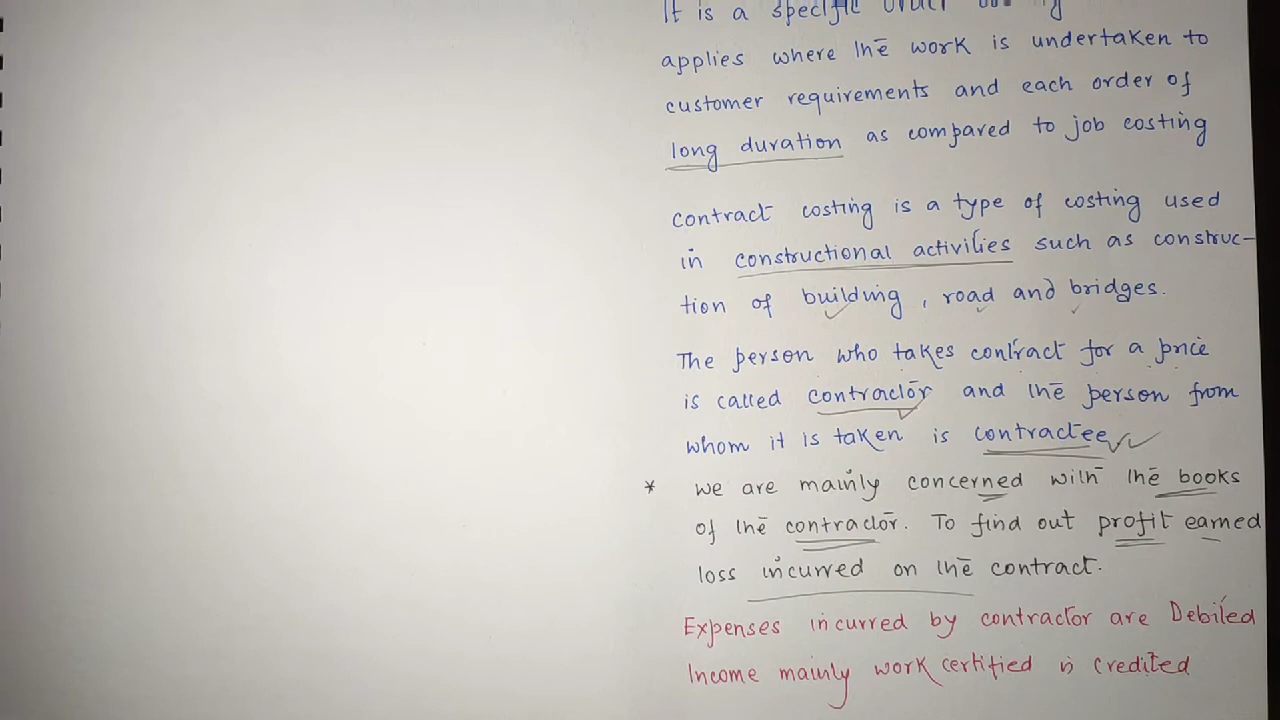 It is a specific order
applies where the work is undertaken to
customer requirements and each order of
long duration as compared to job costing
contract costing is a type of costing used
in constructional activities such as construc-
tion of building, road and bridges.
The person who takes contract for a price
is called contractor and the person from
whom it is taken is contractee
* we are mainly concerned with the books
of the contractor. To find out profit earned
loss incurred on the contract.
Expenses incurred by contractor are Debited
Income mainly work certified is credited